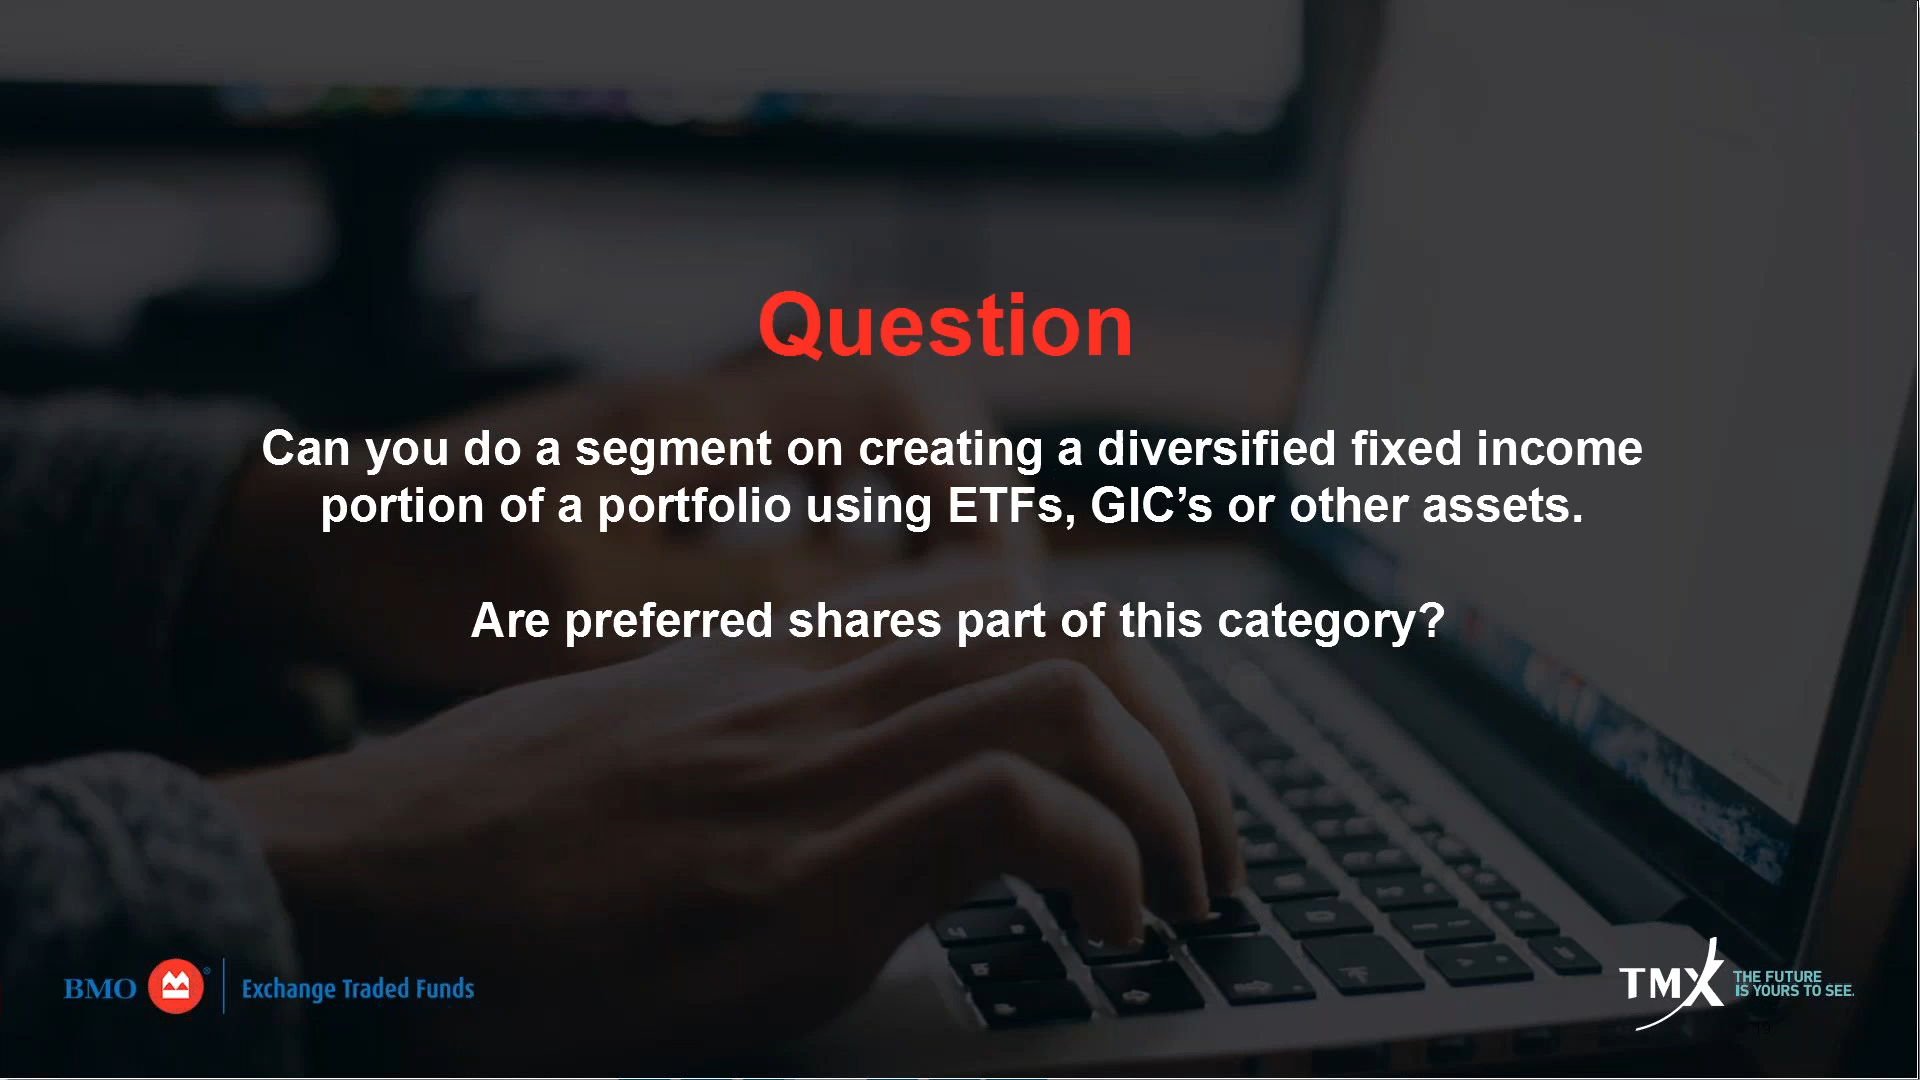 Question
Can you do a segment on creating a diversified fixed income
portion of a portfolio using ETFs, GIC’s or other assets.
Are preferred shares part of this category?
BMO ® Exchange Traded Funds
TMX THE FUTURE
IS YOURS TO SEE.